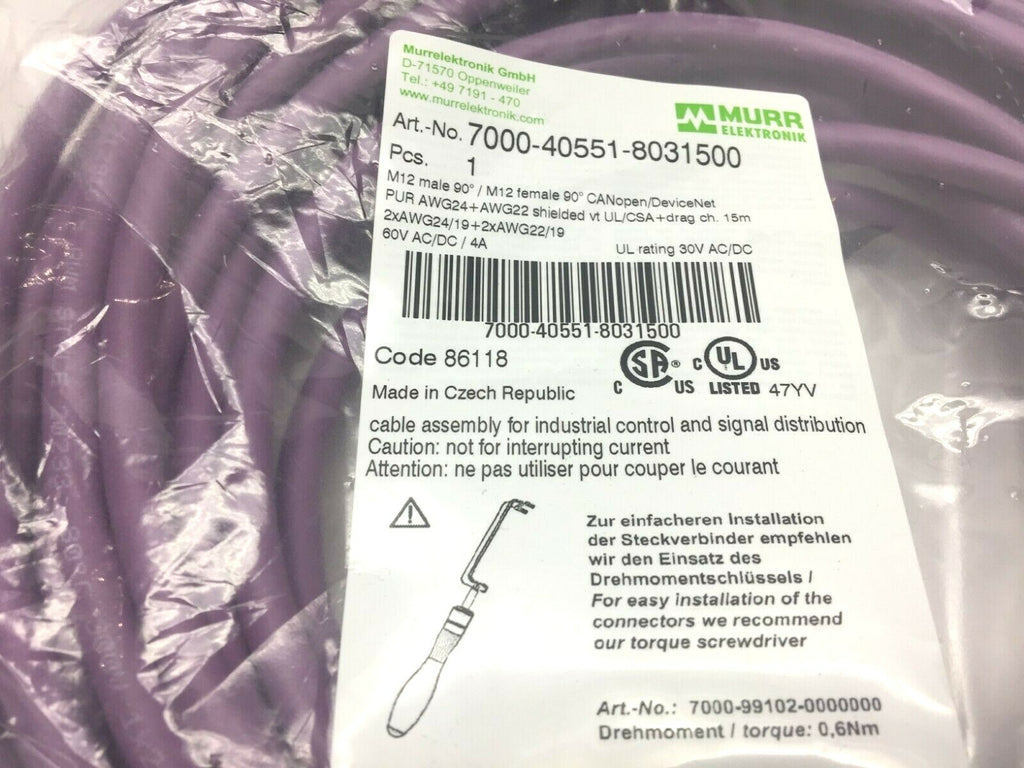 Murrelektronik GmbH
D-71570 Oppenweiler
Tel.: +49 7191 - 470
www.murrelektronik.com
MURR
ELEKTRONIK
Art.-No. 7000-40551-8031500
Pcs. 1
M12 male 90° / M12 female 90° CANopen/DeviceNet
PUR AWG24+AWG22 shielded vt UL/CSA+drag ch. 15m
2xAWG24/19+2xAWG22/19
60V AC/DC / 4A UL rating 30V AC/DC
7000-40551-8031500
Code 86118
C SA ® US
C UL US
LISTED 47YV
Made in Czech Republic
cable assembly for industrial control and signal distribution
Caution: not for interrupting current
Attention: ne pas utiliser pour couper le courant
Zur einfacheren Installation
der Steckverbinder empfehlen
wir den Einsatz des
Drehmomentschlüssels /
For easy installation of the
connectors we recommend
our torque screwdriver
Art.-No.: 7000-99102-0000000
Drehmoment / torque: 0,6Nm